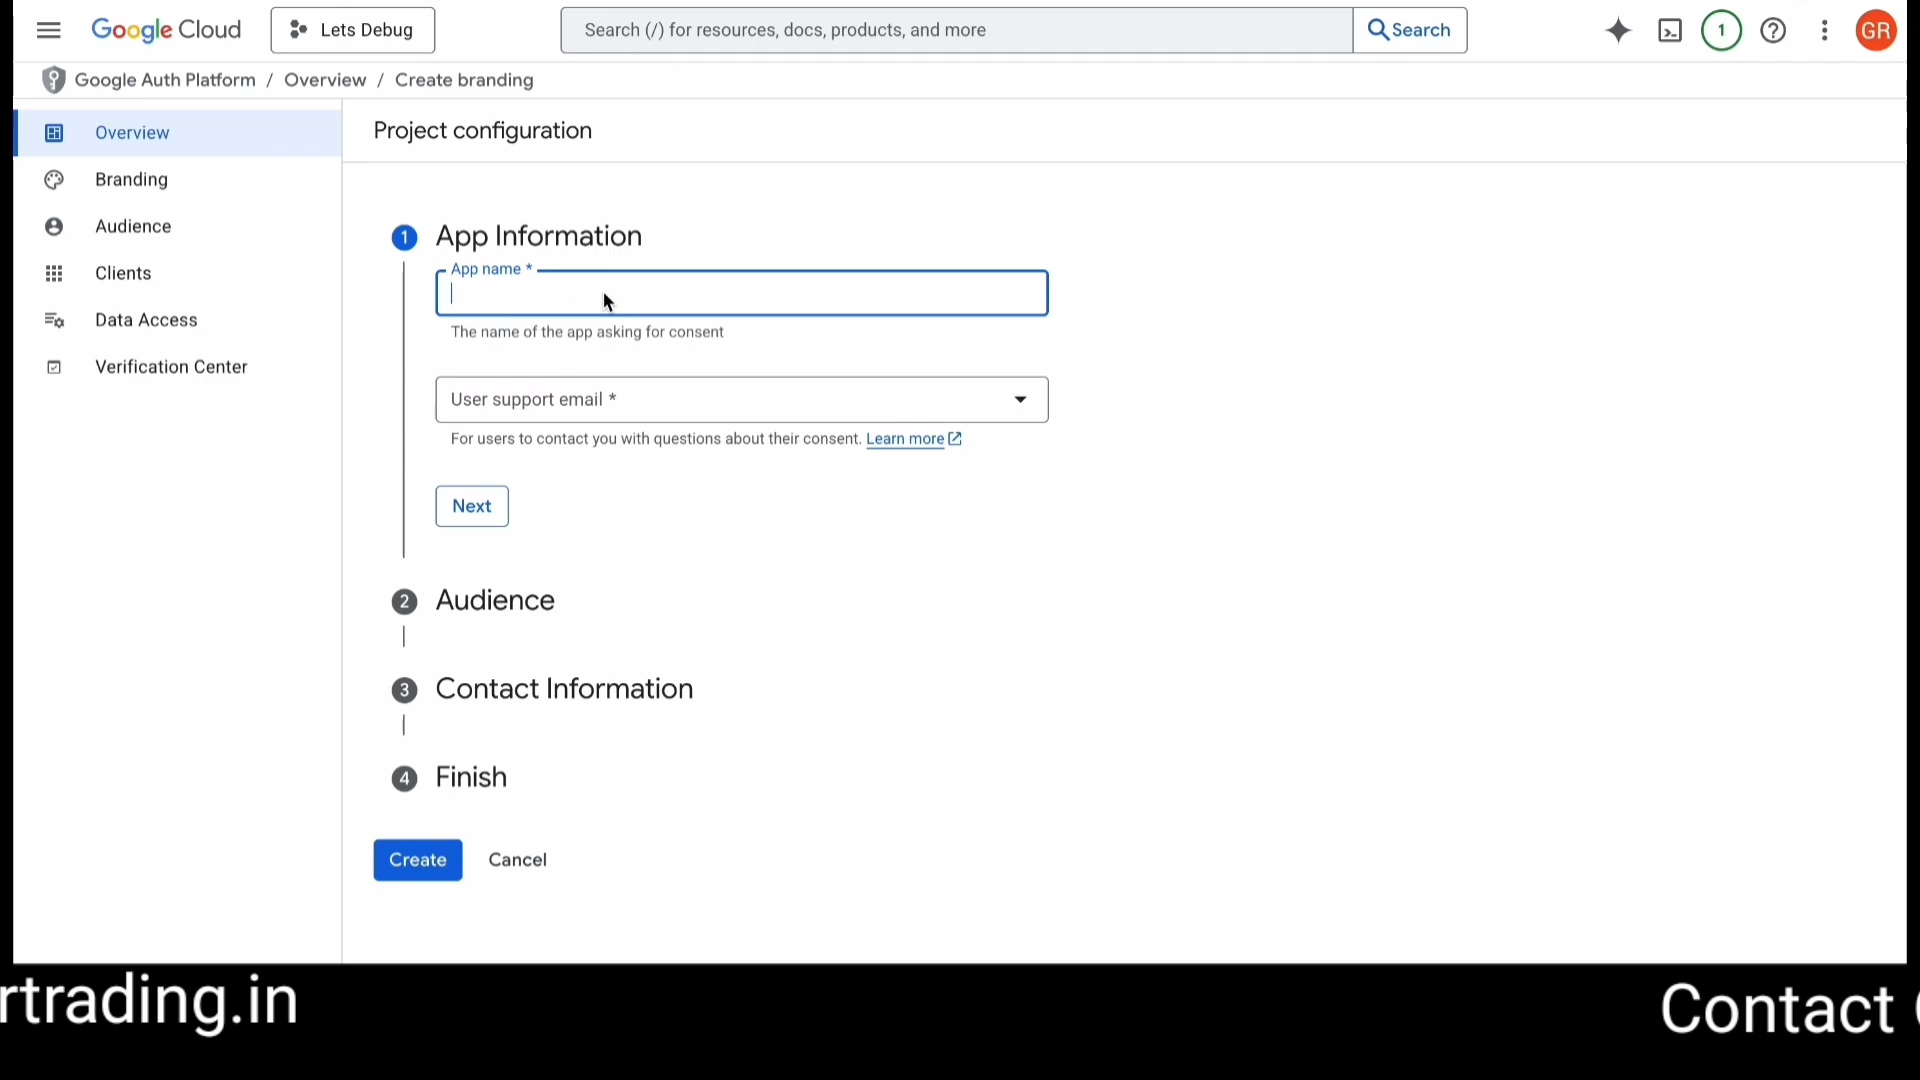 Google Cloud
Lets Debug
Search (/) for resources, docs, products, and more
Search
1
GR
Google Auth Platform / Overview / Create branding
Overview
Branding
Audience
Clients
Data Access
Verification Center
Project configuration
1 App Information
App name *
The name of the app asking for consent
User support email *
For users to contact you with questions about their consent. Learn more
Next
2 Audience
3 Contact Information
4 Finish
Create
Cancel
rtrading.in
Contact